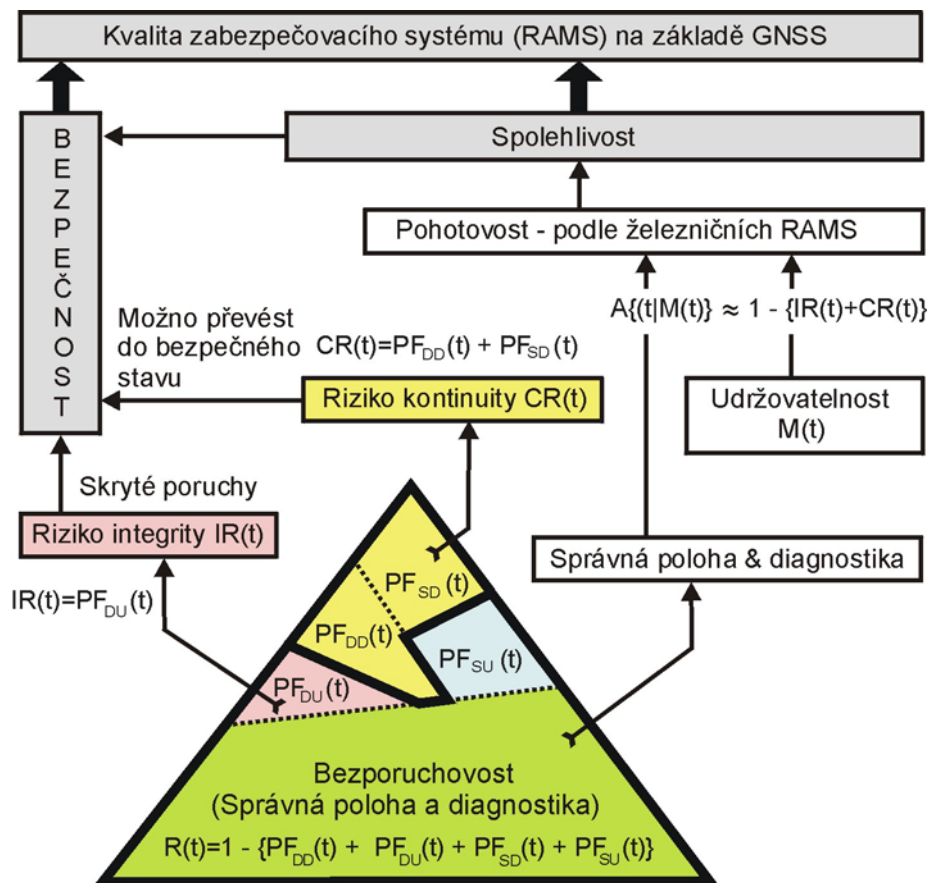 Kvalita zabezpečovacího systému (RAMS) na základě GNSS
BEZPEČNOST
Spolehlivost
Pohotovost - podle železničních RAMS
A{(t|M(t)} ≈ 1 - {IR(t)+CR(t)}
Možno převést
do bezpečného
stavu
CR(t)=PF_DD(t) + PF_SD(t)
Riziko kontinuity CR(t)
Udržovatelnost
M(t)
Skryté poruchy
Riziko integrity IR(t)
Správná poloha & diagnostika
IR(t)=PF_DU(t)
PF_SD(t)
PF_DD(t)
PF_SU(t)
PF_DU(t)
Bezporuchovost
(Správná poloha a diagnostika)
R(t)=1 - {PF_DD(t) + PF_DU(t) + PF_SD(t) + PF_SU(t)}